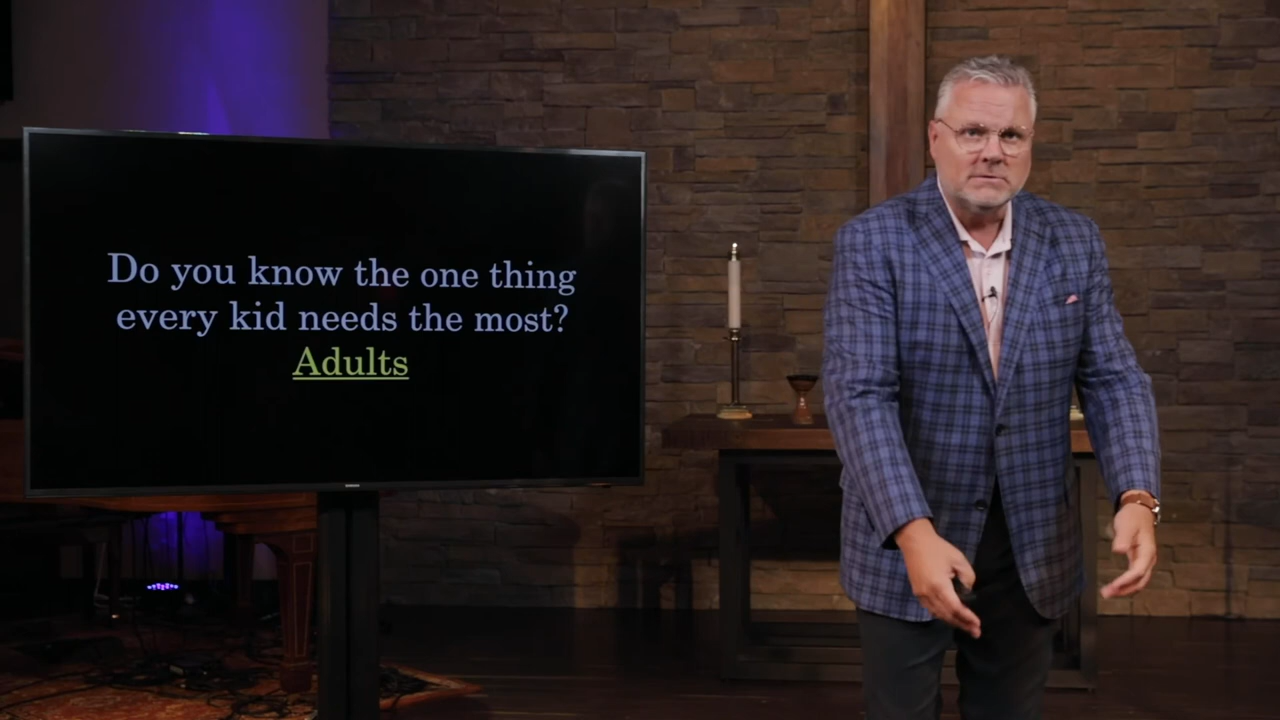 Do you know the one thing
every kid needs the most?
Adults